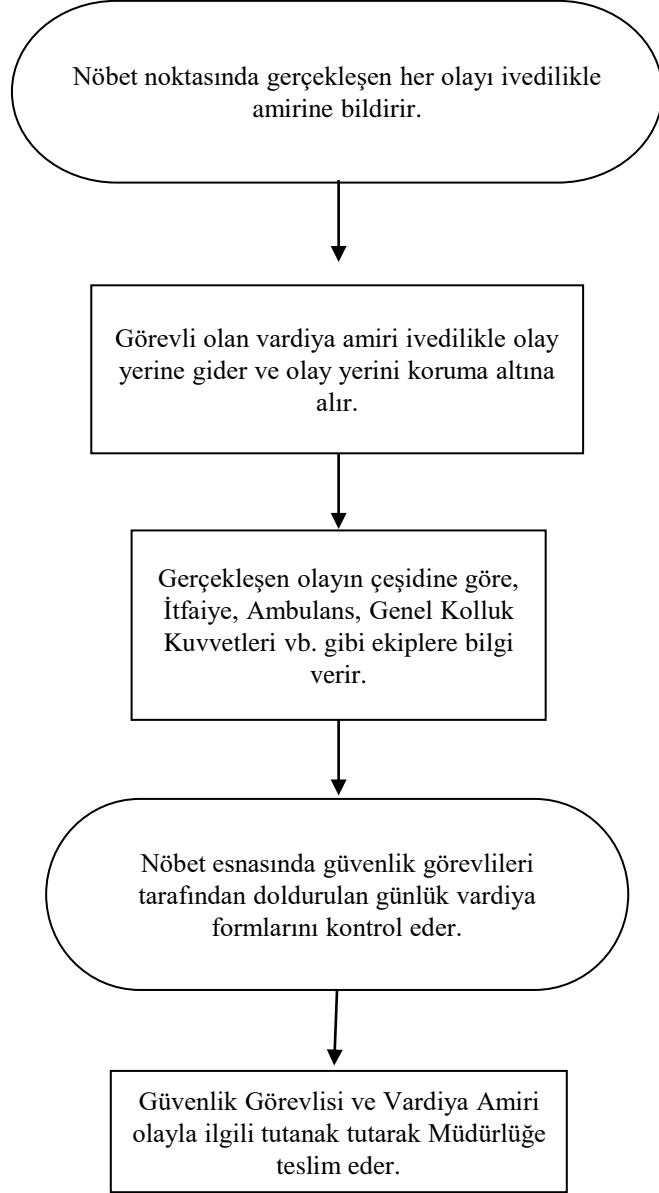 Nöbet noktasında gerçekleşen her olayı ivedilikle
amirine bildirir.
Görevli olan vardiya amiri ivedilikle olay
yerine gider ve olay yerini koruma altına
alır.
Gerçekleşen olayın çeşidine göre,
İtfaiye, Ambulans, Genel Kolluk
Kuvvetleri vb. gibi ekiplere bilgi
verir.
Nöbet esnasında güvenlik görevlileri
tarafından doldurulan günlük vardiya
formlarını kontrol eder.
Güvenlik Görevlisi ve Vardiya Amiri
olayla ilgili tutanak tutarak Müdürlüğe
teslim eder.